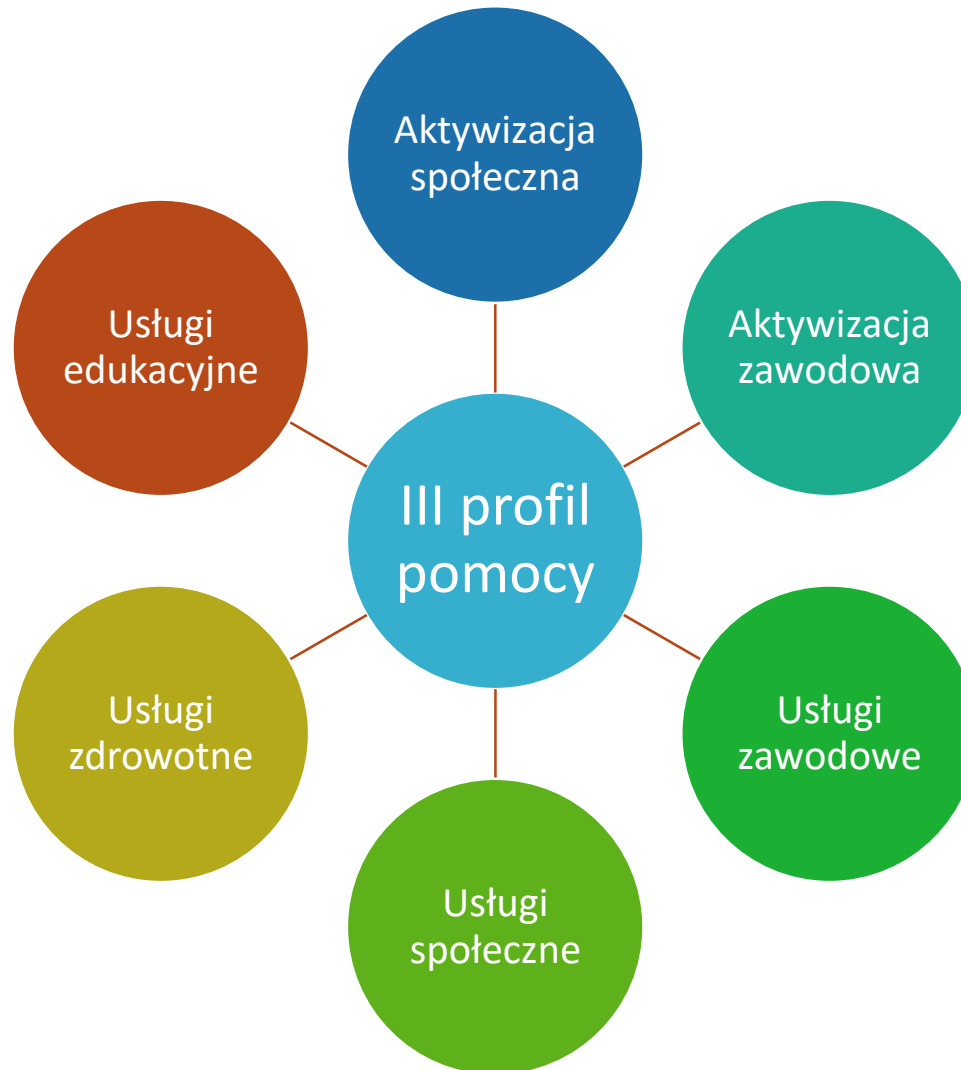 Aktywizacja
społeczna
Aktywizacja
zawodowa
Usługi
zawodowe
Usługi
społeczne
Usługi
zdrowotne
Usługi
edukacyjne
III profil
pomocy